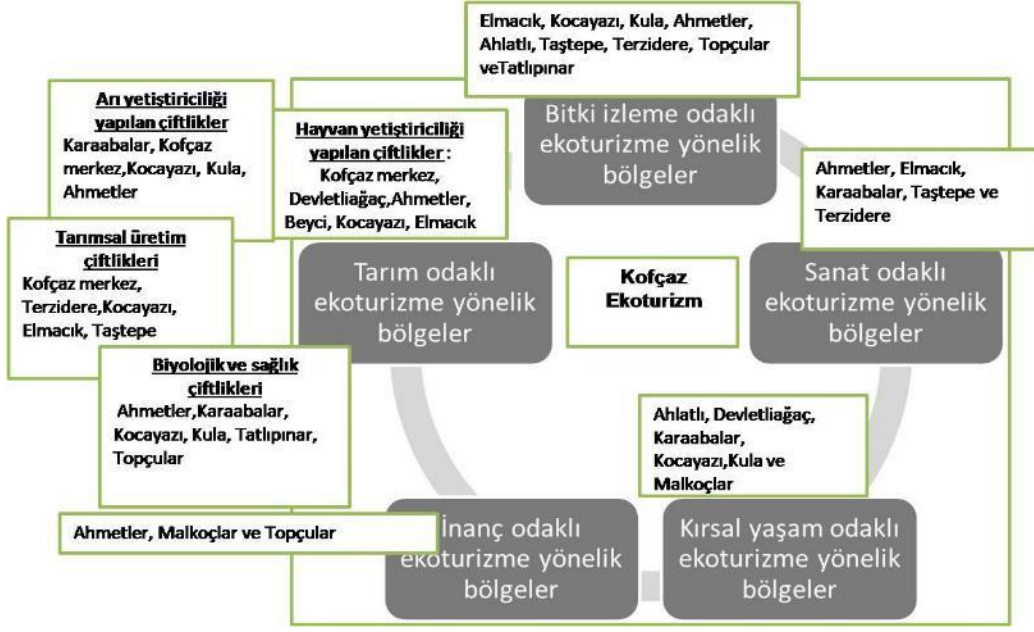 Elmacık, Kocayazı, Kula, Ahmetler,
Ahlatlı, Taştepe, Terzidere, Topçular
veTatlıpınar
Bitki izleme odaklı
ekoturizme yönelik
bölgeler
Arı yetiştiriciliği
yapılan çiftlikler
Karaabalar, Kofçaz
merkez,Kocayazı, Kula,
Ahmetler
Hayvan yetiştiriciliği
yapılan çiftlikler :
Kofçaz merkez,
Devletliağaç,Ahmetler,
Beyci, Kocayazı, Elmacık
Ahmetler, Elmacık,
Karaabalar, Taştepe ve
Terzidere
Tarımsal üretim
çiftlikleri
Kofçaz merkez,
Terzidere,Kocayazı,
Elmacık, Taştepe
Tarım odaklı
ekoturizme yönelik
bölgeler
Kofçaz
Ekoturizm
Sanat odaklı
ekoturizme yönelik
bölgeler
Biyolojik ve sağlık
çiftlikleri
Ahmetler,Karaabalar,
Kocayazı, Kula, Tatlıpınar,
Topçular
Ahlatlı, Devletliağaç,
Karaabalar,
Kocayazı,Kula ve
Malkoçlar
Ahmetler, Malkoçlar ve Topçular
İnanç odaklı
ekoturizme yönelik
bölgeler
Kırsal yaşam odaklı
ekoturizme yönelik
bölgeler